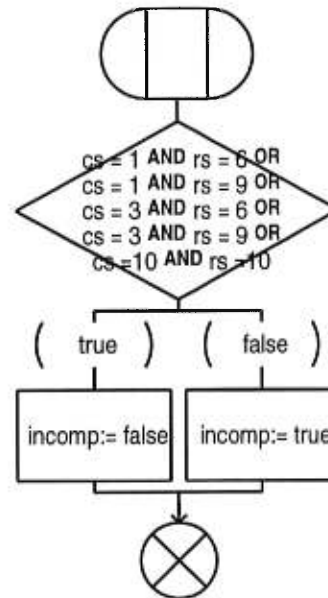 cs = 1 AND rs = 6 OR
cs = 1 AND rs = 9 OR
cs = 3 AND rs = 6 OR
cs = 3 AND rs = 9 OR
cs =10 AND rs =10
( true ) ( false )
incomp:= false incomp:= true